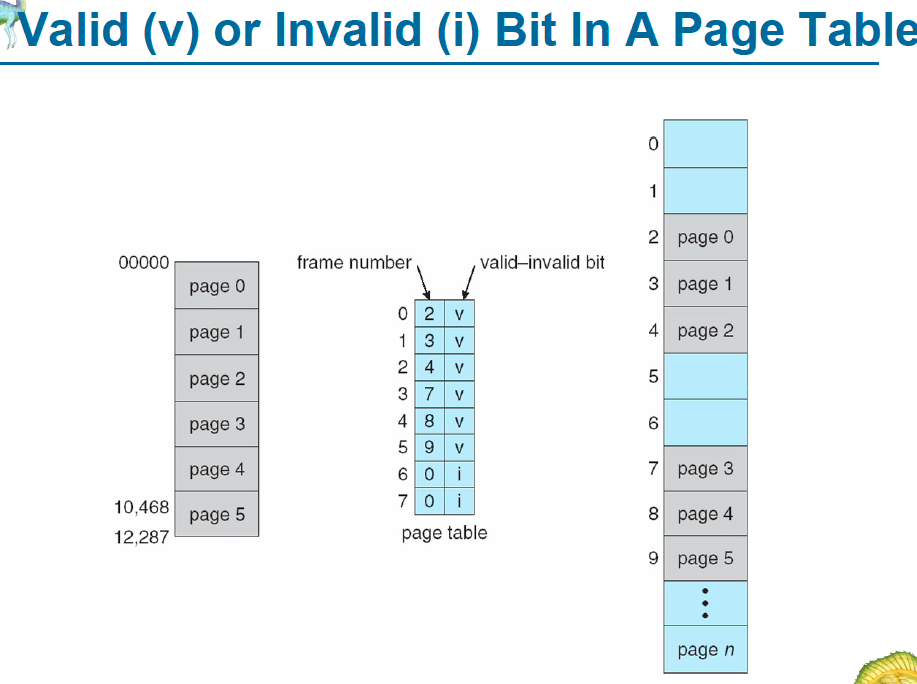 Valid (v) or Invalid (i) Bit In A Page Table
00000
page 0
page 1
page 2
page 3
page 4
10,468
page 5
12,287
frame number
valid–invalid bit
0 2 v
1 3 v
2 4 v
3 7 v
4 8 v
5 9 v
6 0 i
7 0 i
page table
0
1
2 page 0
3 page 1
4 page 2
5
6
7 page 3
8 page 4
9 page 5
page n